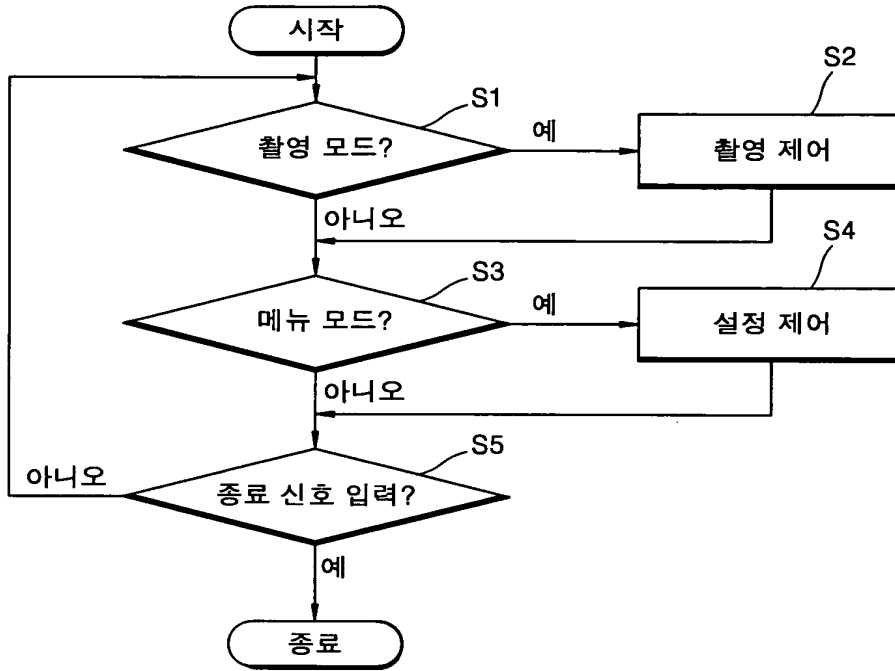 시작
S1
촬영 모드?
예
S2
촬영 제어
아니오
S3
메뉴 모드?
예
S4
설정 제어
아니오
S5
종료 신호 입력?
아니오
예
종료